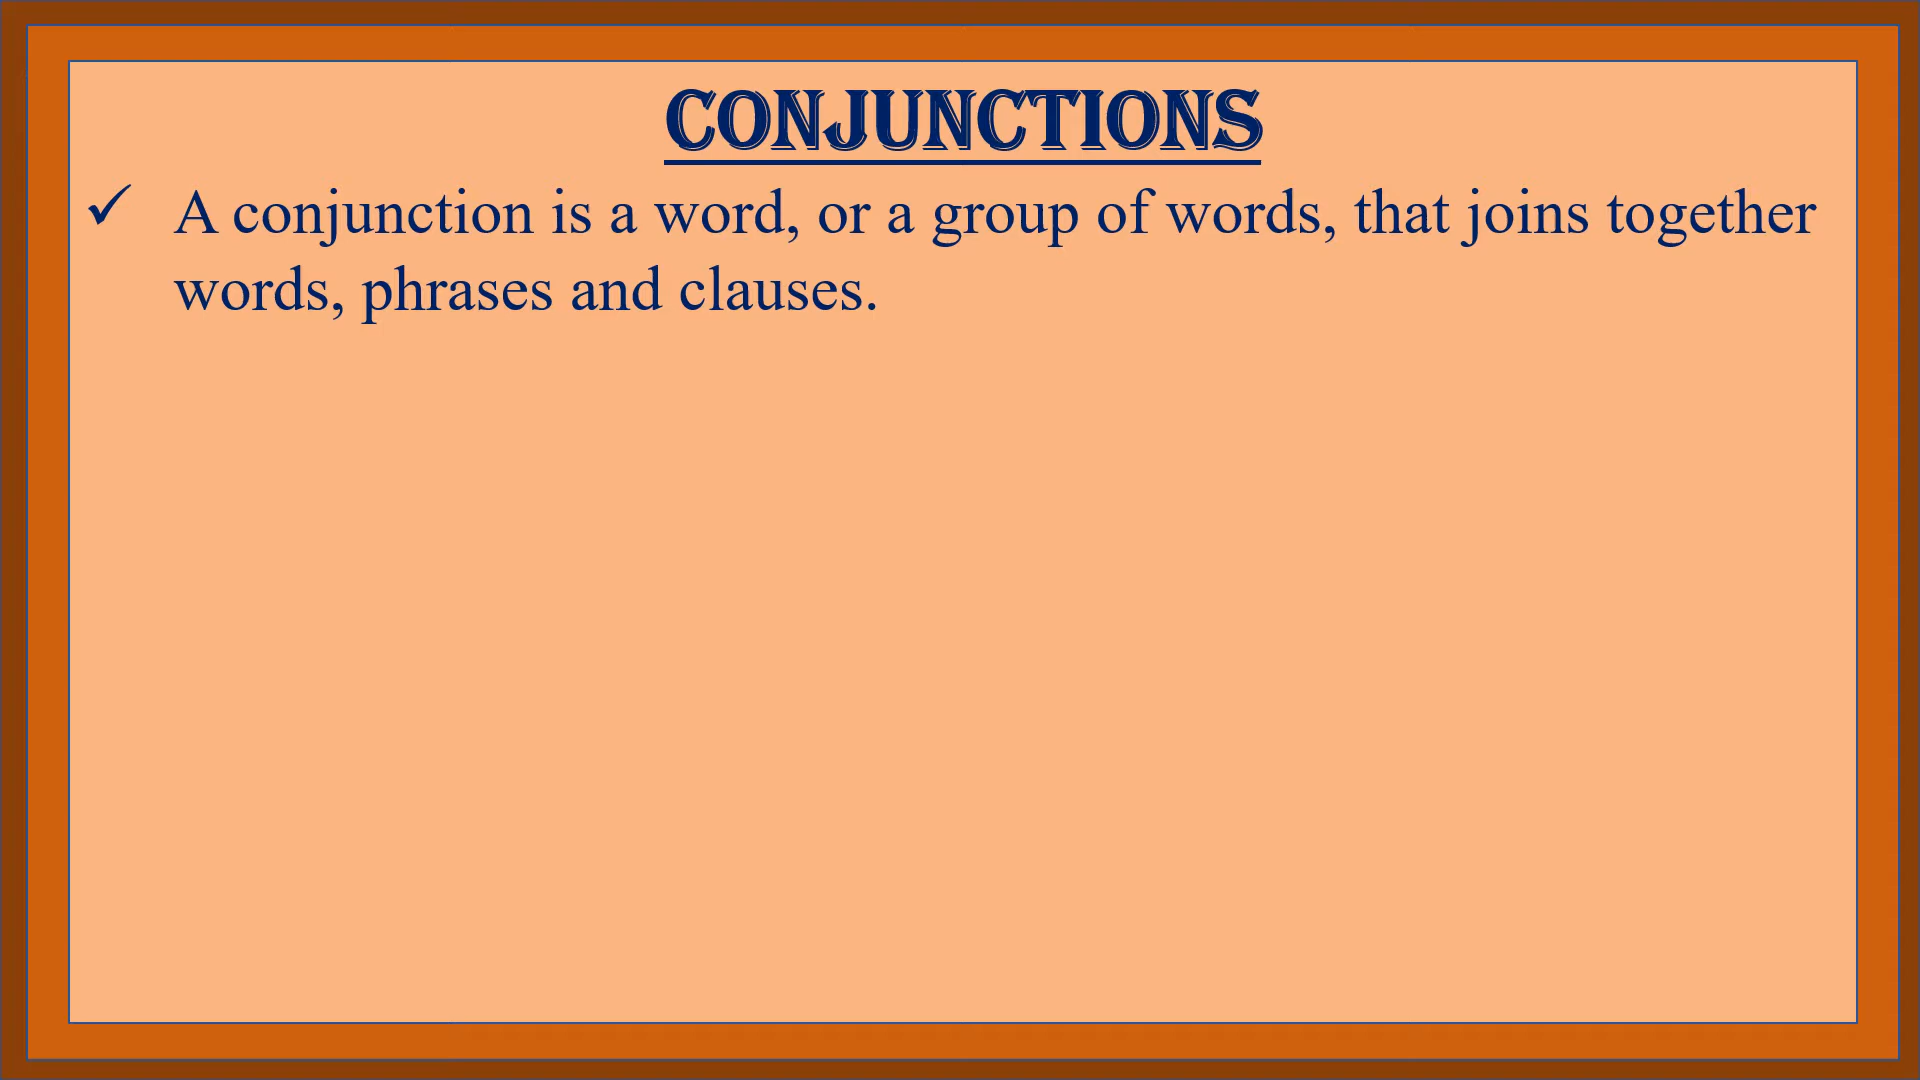 CONJUNCTIONS
✓ A conjunction is a word, or a group of words, that joins together
words, phrases and clauses.